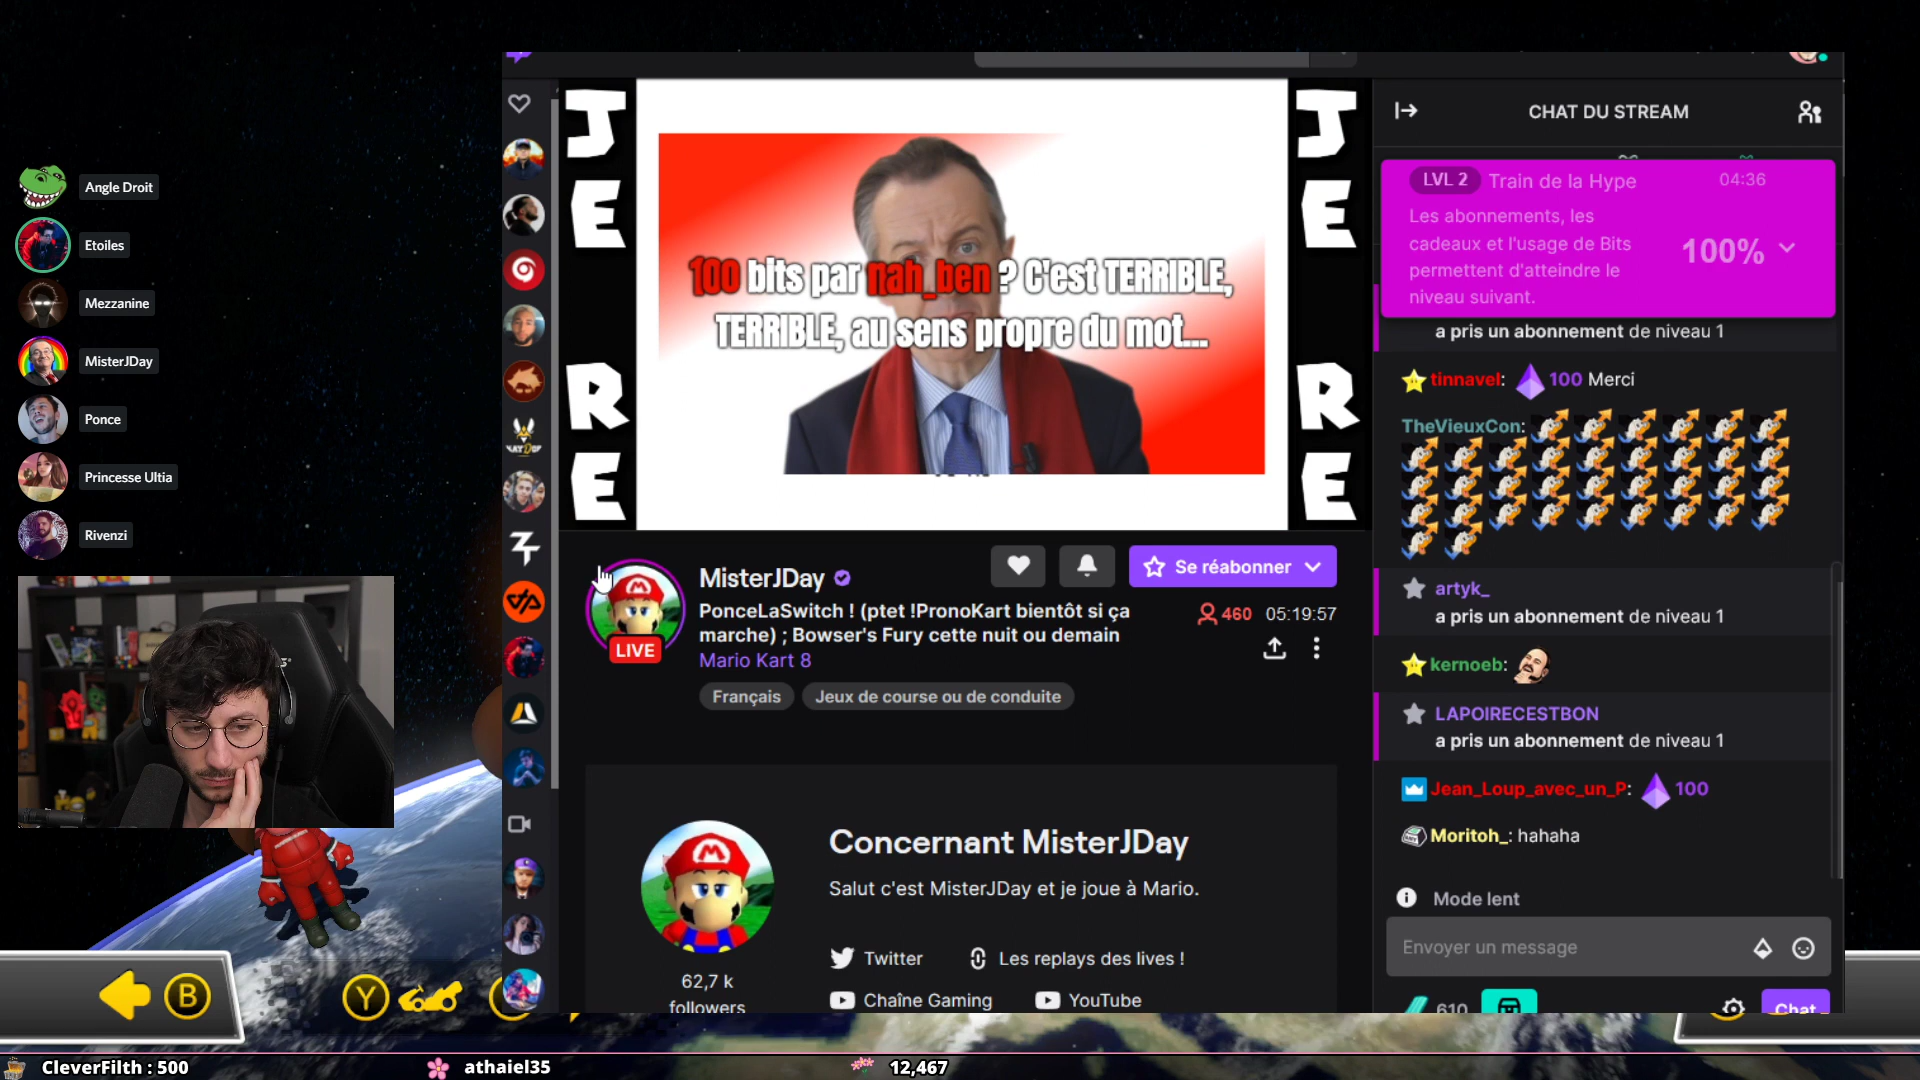 Angle Droit
Etoiles
Mezzanine
MisterJDay
Ponce
Princesse Ultia
Rivenzi
J
E
R
E
J
E
R
E
100 bits par nah_ben ? C'est TERRIBLE,
TERRIBLE, au sens propre du mot...
MisterJDay
Se réabonner
PonceLaSwitch ! (ptet !PronoKart bientôt si ça
marche) ; Bowser's Fury cette nuit ou demain
Mario Kart 8
460 05:19:57
LIVE
Français
Jeux de course ou de conduite
Concernant MisterJDay
Salut c'est MisterJDay et je joue à Mario.
62,7 k
followers
Twitter
Les replays des lives !
Chaîne Gaming
YouTube
CHAT DU STREAM
LVL 2 Train de la Hype 04:36
Les abonnements, les
cadeaux et l'usage de Bits
permettent d'atteindre le
niveau suivant.
100%
a pris un abonnement de niveau 1
tinnavel: 100 Merci
TheVieuxCon:
artyk_
a pris un abonnement de niveau 1
kernoeb:
LAPOIRECESTBON
a pris un abonnement de niveau 1
Jean_Loup_avec_un_P: 100
Moritoh_: hahaha
Mode lent
Envoyer un message
610
Chat
B
Y
CleverFilth : 500
athaiel35
12,467